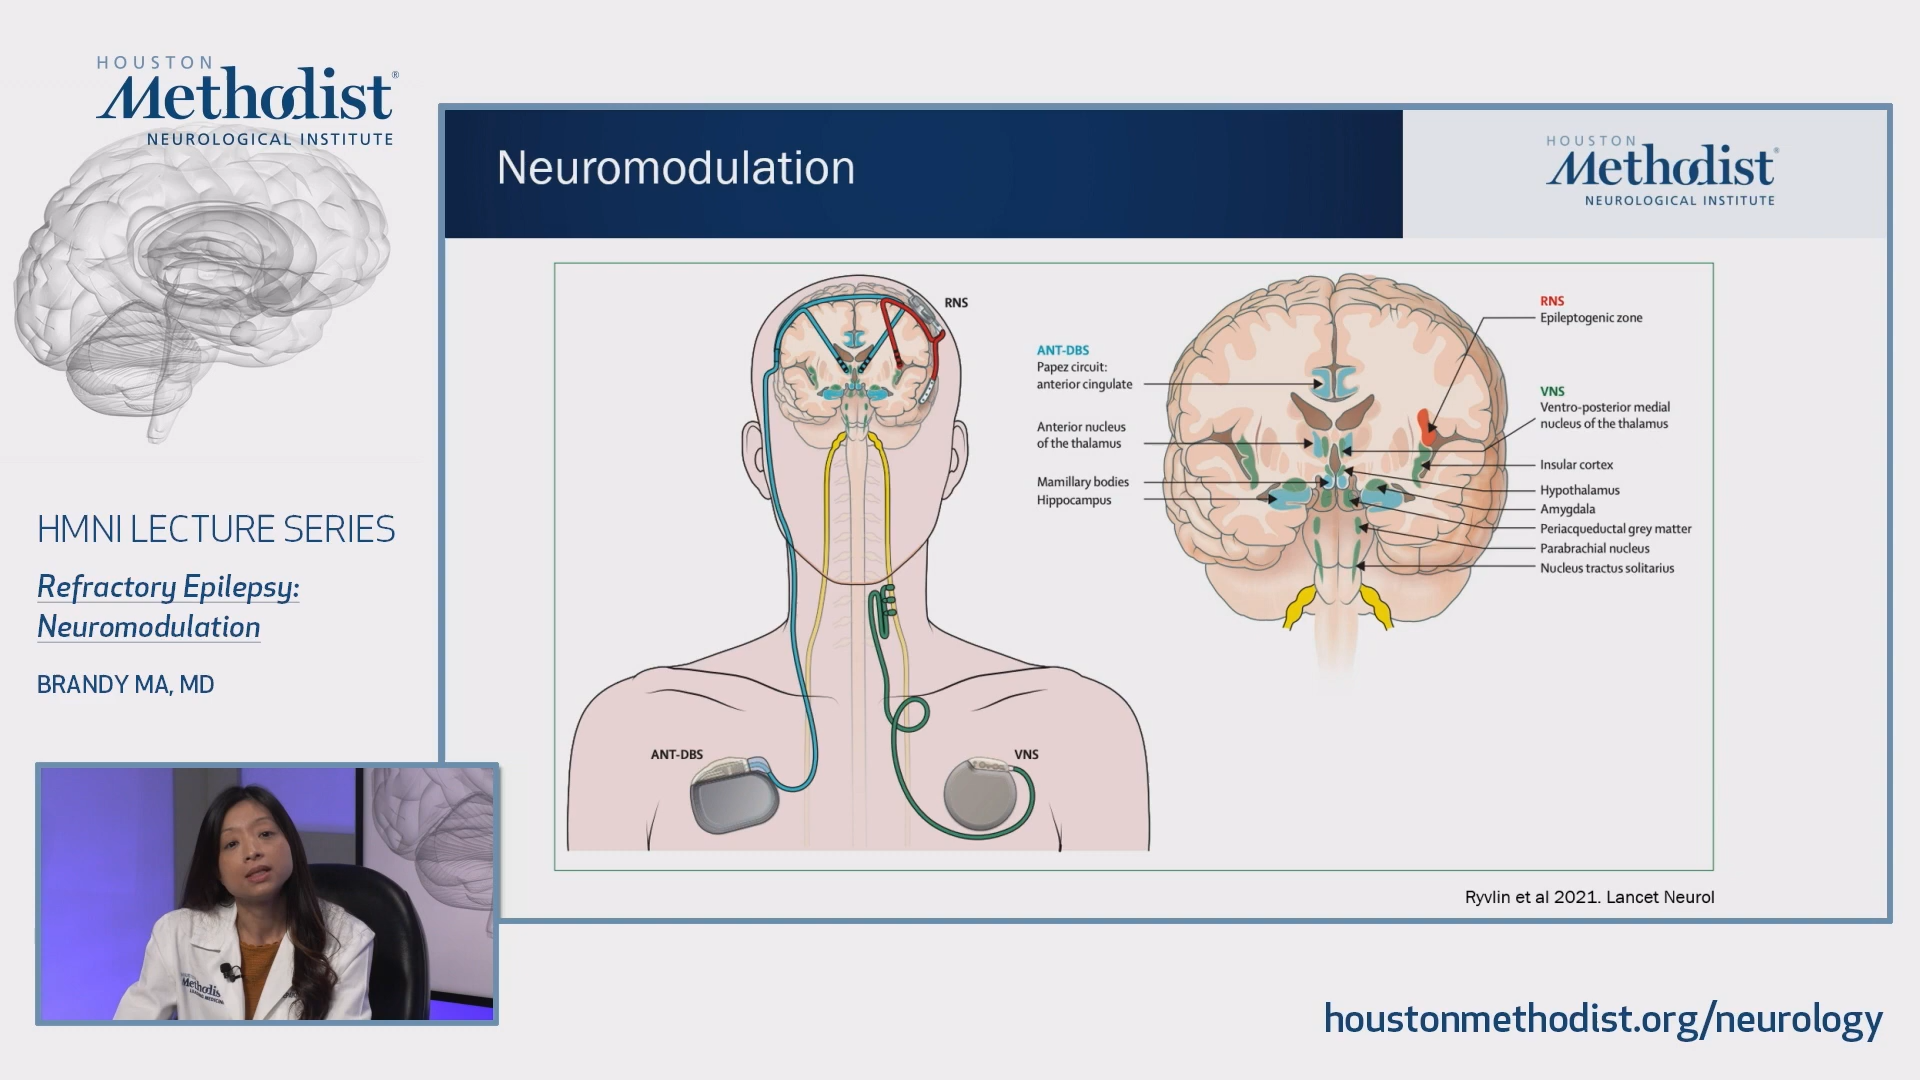 HOUSTON
Methodist®
NEUROLOGICAL INSTITUTE
HMNI LECTURE SERIES
Refractory Epilepsy:
Neuromodulation
BRANDY MA, MD
Neuromodulation
HOUSTON
Methodist®
NEUROLOGICAL INSTITUTE
RNS
ANT-DBS
VNS
ANT-DBS
Papez circuit:
anterior cingulate
Anterior nucleus
of the thalamus
Mamillary bodies
Hippocampus
RNS
Epileptogenic zone
VNS
Ventro-posterior medial
nucleus of the thalamus
Insular cortex
Hypothalamus
Amygdala
Periacqueductal grey matter
Parabrachial nucleus
Nucleus tractus solitarius
Ryvlin et al 2021. Lancet Neurol
Methodis
houstonmethodist.org/neurology